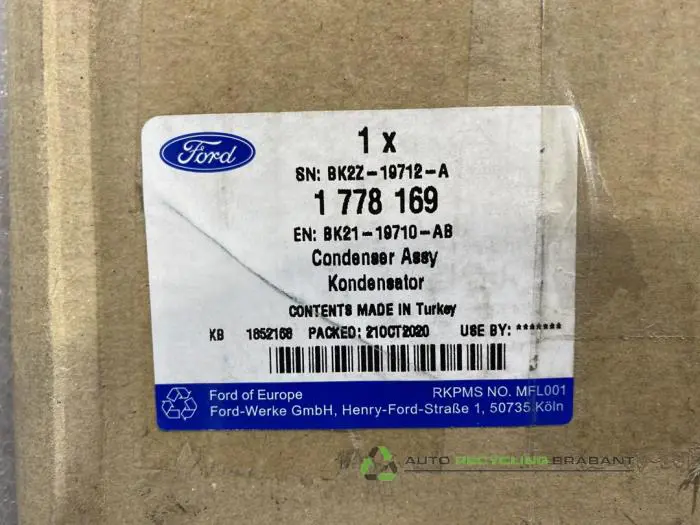 Ford
1 x
SN: BK2Z-19712-A
1 778 169
EN: BK21-19710-AB
Condenser Assy
Kondensator
CONTENTS MADE IN Turkey
KB 1852168 PACKED: 21OCT2020 USE BY: *******
Ford of Europe RKPMS NO. MFL001
Ford-Werke GmbH, Henry-Ford-Straße 1, 50735 Köln
AUTO RECYCLING BRABANT